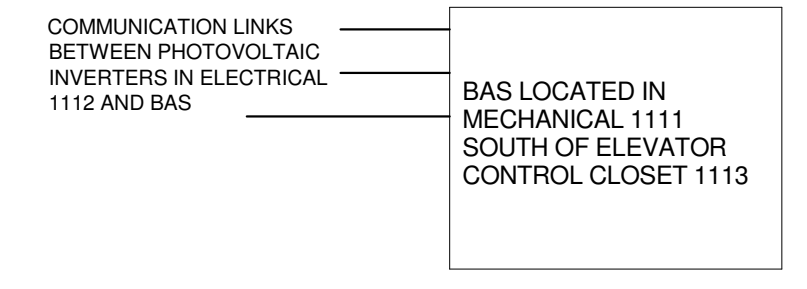 COMMUNICATION LINKS
BETWEEN PHOTOVOLTAIC
INVERTERS IN ELECTRICAL
1112 AND BAS
BAS LOCATED IN
MECHANICAL 1111
SOUTH OF ELEVATOR
CONTROL CLOSET 1113